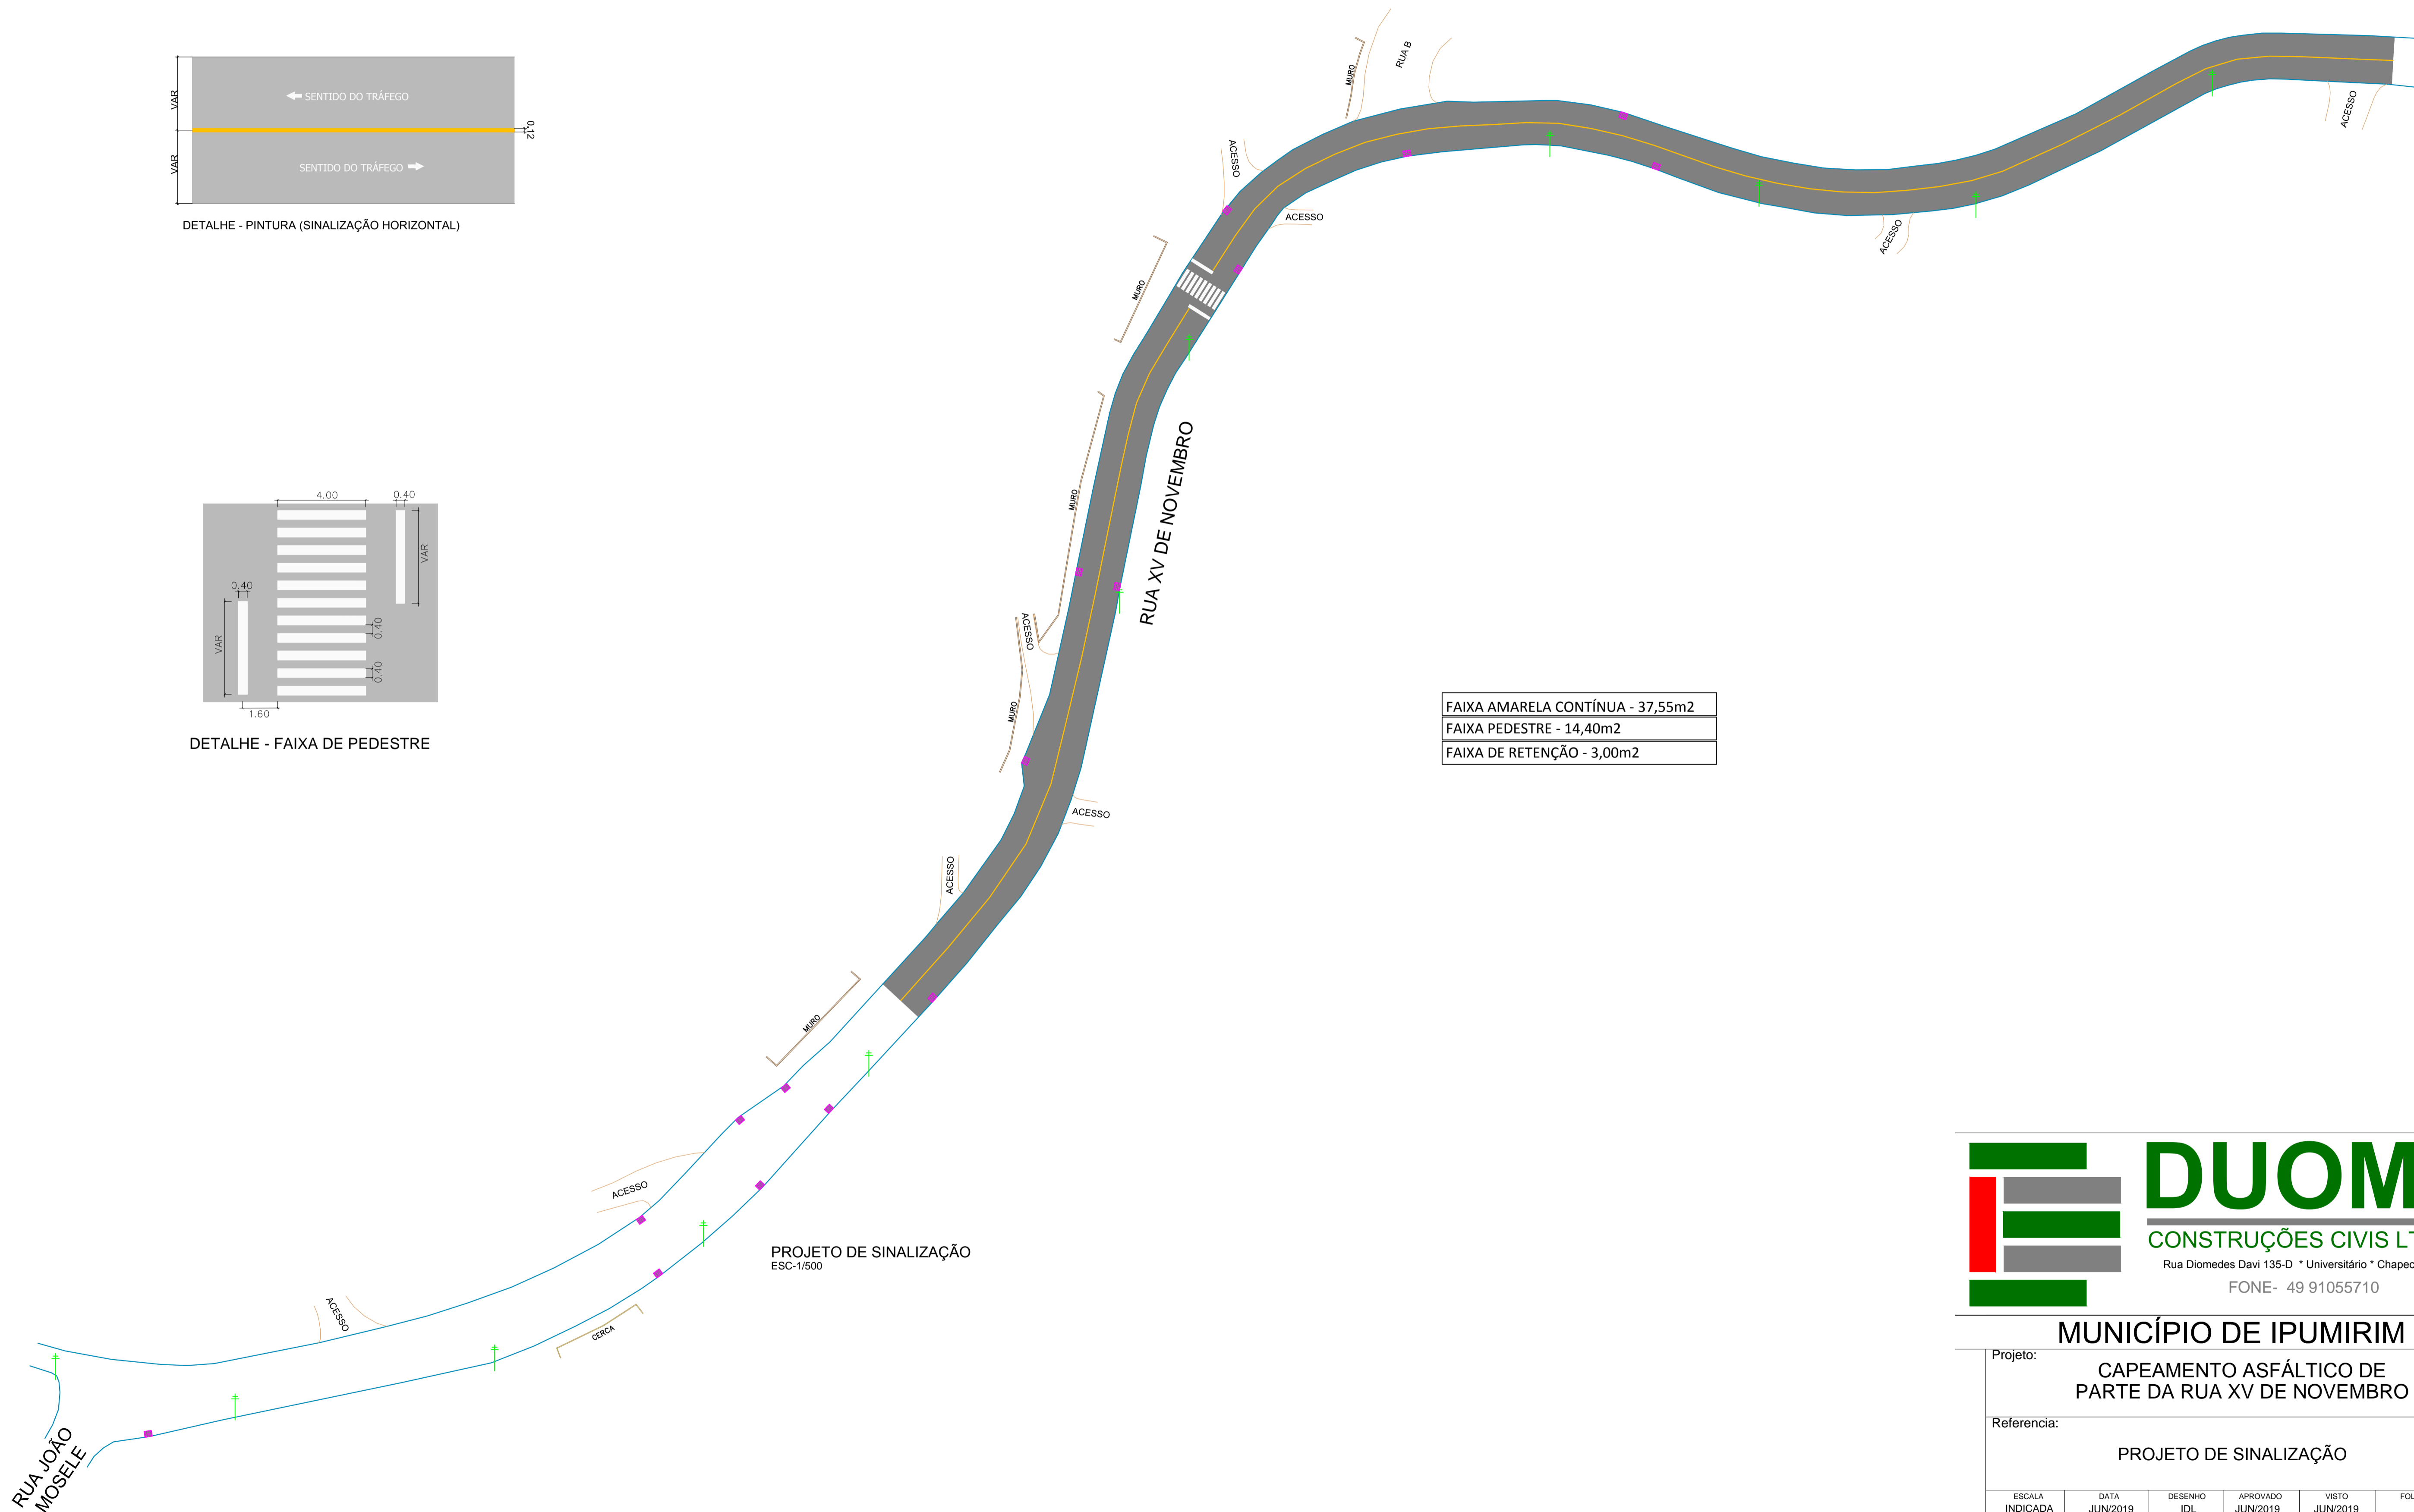 VAR
VAR
SENTIDO DO TRÁFEGO
SENTIDO DO TRÁFEGO
0,12
DETALHE - PINTURA (SINALIZAÇÃO HORIZONTAL)
4.00
0.40
VAR
0.40
VAR
0.40
0.40
1.60
DETALHE - FAIXA DE PEDESTRE
MURO
RUA B
ACESSO
ACESSO
ACESSO
ACESSO
MURO
MURO
RUA XV DE NOVEMBRO
ACESSO
MURO
ACESSO
ACESSO
MURO
ACESSO
ACESSO
CERCA
RUA JOÃO
MOSELE
FAIXA AMARELA CONTÍNUA - 37,55m2
FAIXA PEDESTRE - 14,40m2
FAIXA DE RETENÇÃO - 3,00m2
PROJETO DE SINALIZAÇÃO
ESC-1/500
DUOM
CONSTRUÇÕES CIVIS LT
Rua Diomedes Davi 135-D * Universitário * Chapec
FONE- 49 91055710
MUNICÍPIO DE IPUMIRIM
Projeto:
CAPEAMENTO ASFÁLTICO DE
PARTE DA RUA XV DE NOVEMBRO
Referencia:
PROJETO DE SINALIZAÇÃO
ESCALA
INDICADA
DATA
JUN/2019
DESENHO
IDL
APROVADO
JUN/2019
VISTO
JUN/2019
FOL